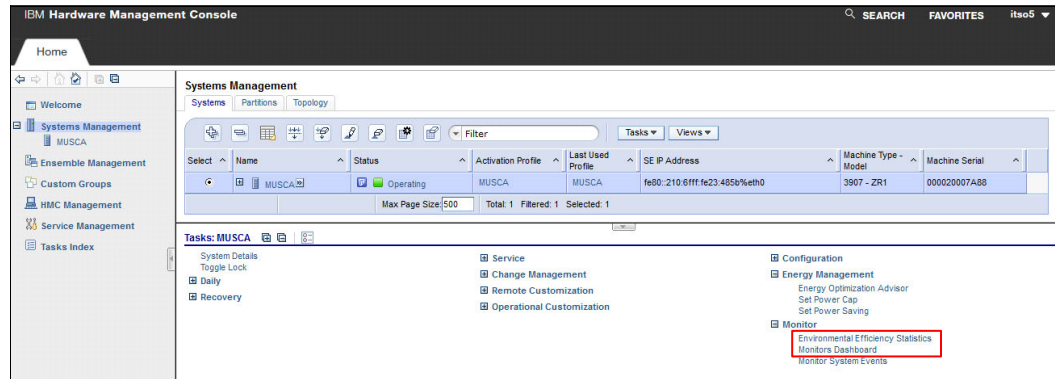 IBM Hardware Management Console
SEARCH FAVORITES itso5
Home
Welcome
Systems Management
MUSCA
Ensemble Management
Custom Groups
HMC Management
Service Management
Tasks Index
Systems Management
Systems Partitions Topology
Filter Tasks Views
Select Name Status Activation Profile Last Used Profile SE IP Address Machine Type - Model Machine Serial
MUSCA Operating MUSCA MUSCA fe80::210:6fff:fe23:485b%eth0 3907 - ZR1 000020007A88
Max Page Size: 500 Total: 1 Filtered: 1 Selected: 1
Tasks: MUSCA
System Details
Toggle Lock
Daily
Recovery
Service
Change Management
Remote Customization
Operational Customization
Configuration
Energy Management
Energy Optimization Advisor
Set Power Cap
Set Power Saving
Monitor
Environmental Efficiency Statistics
Monitors Dashboard
Monitor System Events